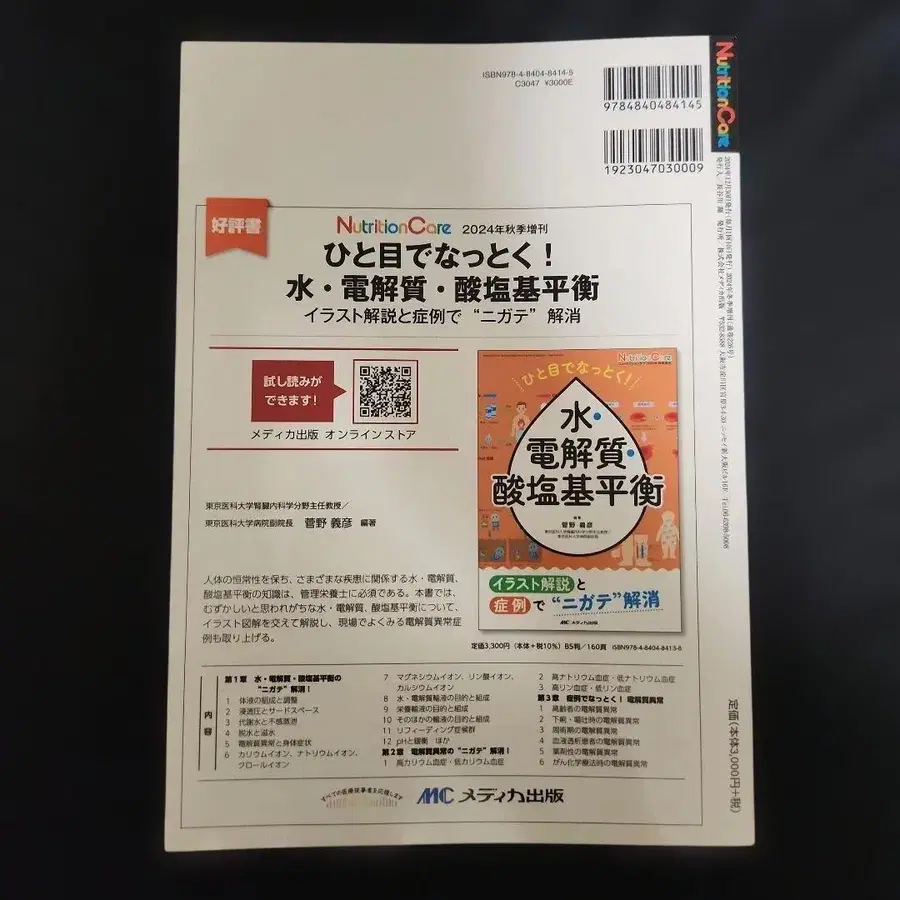 ISBN978-4-8404-8414-5
C3047 ¥3000E
9784840484145
1923047030009
NutritionCare
好評書
NutritionCare 2024年秋季増刊
ひと目でなっとく!
水・電解質・酸塩基平衡
イラスト解説と症例で“ニガテ”解消
試し読みが
できます!
メディカ出版 オンラインストア
東京医科大学腎臓内科学分野主任教授/
東京医科大学病院副院長 菅野 義彦 編著
人体の恒常性を保ち、さまざまな疾患に関係する水・電解質、
酸塩基平衡の知識は、管理栄養士に必須である。本書では、
むずかしいと思われがちな水・電解質、酸塩基平衡について、
イラスト図解を交えて解説し、現場でよくみる電解質異常症
例も取り上げる。
NutritionCare
ひと目でなっとく!
水・
電解質・
酸塩基平衡
編著
菅野 義彦
イラスト解説と
症例で“ニガテ”解消
MC メディカ出版
定価3,300円(本体+税10%) B5判/160頁 ISBN978-4-8404-8413-8
内容
第1章 水・電解質・酸塩基平衡の
“ニガテ”解消!
1 体液の組成と調整
2 浸透圧とサードスペース
3 代謝水と不感蒸泄
4 脱水と溢水
5 電解質異常と身体症状
6 カリウムイオン、ナトリウムイオン、
クロールイオン
7 マグネシウムイオン、リン酸イオン、
カルシウムイオン
8 水・電解質輸液の目的と組成
9 栄養輸液の目的と組成
10 そのほかの輸液の目的と組成
11 リフィーディング症候群
12 pHと緩衝 ほか
第2章 電解質異常の“ニガテ”解消!
1 高カリウム血症・低カリウム血症
2 高ナトリウム血症・低ナトリウム血症
3 高リン血症・低リン血症
第3章 症例でなっとく! 電解質異常
1 高齢者の電解質異常
2 下痢・嘔吐時の電解質異常
3 周術期の電解質異常
4 血液透析患者の電解質異常
5 薬剤性の電解質異常
6 がん化学療法時の電解質異常
すべての医療従事者を応援します
MC メディカ出版
定価(本体3,000円+税)